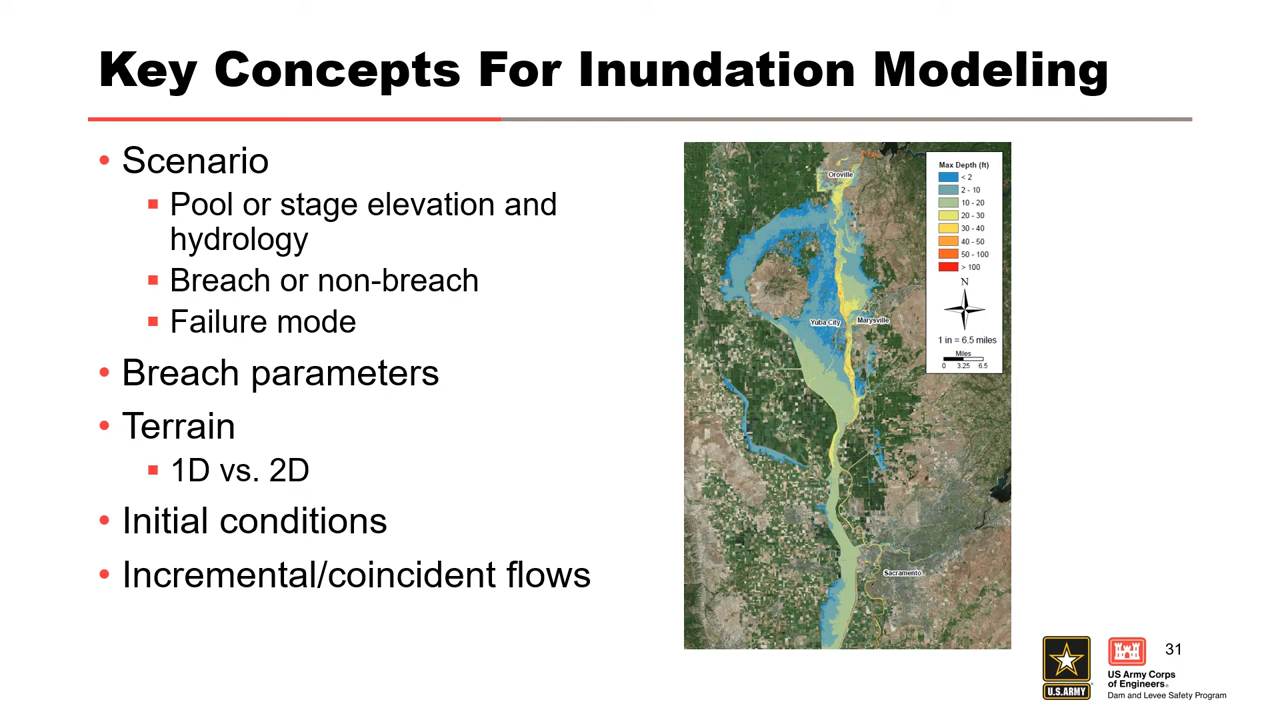 Key Concepts For Inundation Modeling
• Scenario
▪ Pool or stage elevation and
hydrology
▪ Breach or non-breach
▪ Failure mode
• Breach parameters
• Terrain
▪ 1D vs. 2D
• Initial conditions
• Incremental/coincident flows
Oroville
Yuba City
Marysville
Sacramento
Max Depth (ft)
< 2
2 - 10
10 - 20
20 - 30
30 - 40
40 - 50
50 - 100
> 100
N
1 in = 6.5 miles
Miles
0 3.25 6.5
U.S.ARMY
US Army Corps
of Engineers®
Dam and Levee Safety Program
31